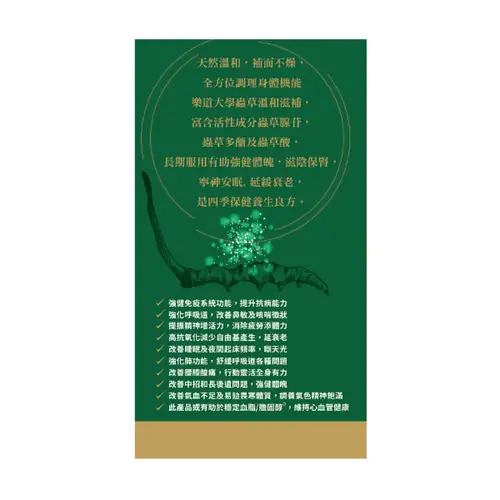 天然溫和，補而不燥，
全方位調理身體機能
樂道大學蟲草溫和滋補，
富含活性成分蟲草腺苷，
蟲草多醣及蟲草酸，
長期服用有助強健體魄，滋陰保腎，
寧神安眠, 延緩衰老，
是四季保健養生良方。
強健免疫系統功能，提升抗病能力
強化呼吸道，改善鼻敏及咳喘徵狀
提振精神增活力，消除疲勞添體力
高抗氧化減少自由基產生，延衰老
改善睡眠及夜間起床頻率，瞓天光
強化肺功能，舒緩呼吸道各種問題
改善腰膝酸痛，行動靈活全身有力
改善中招和長後遺問題，強健體魄
改善氣血不足及易攰畏寒體質，調養氣色精神飽滿
此產品或有助於穩定血脂/膽固醇，維持心血管健康